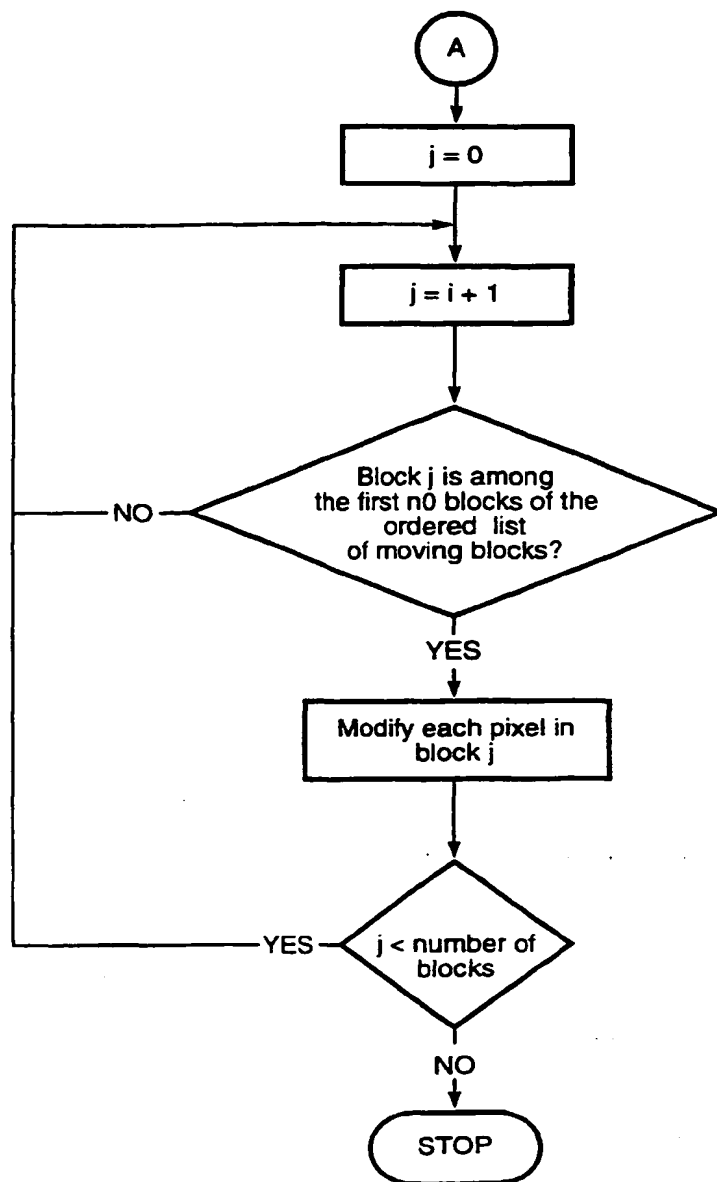 A
j = 0
j = i + 1
Block j is among
the first n0 blocks of the
ordered list
of moving blocks?
NO
YES
Modify each pixel in
block j
YES
j < number of
blocks
NO
STOP